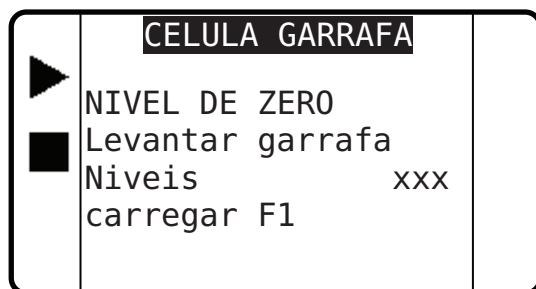 CELULA GARRAFA
NIVEL DE ZERO
Levantar garrafa
Niveis xxx
carregar F1